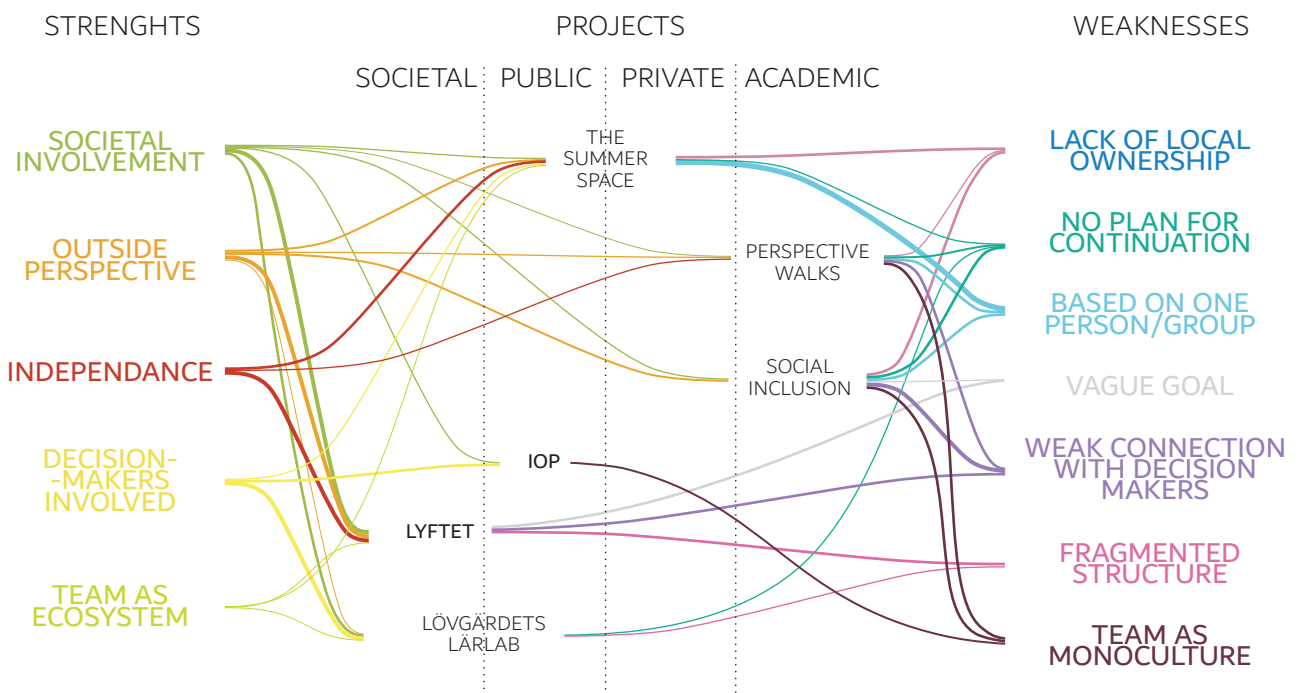 STRENGHTS
PROJECTS
WEAKNESSES
SOCIETAL
PUBLIC
PRIVATE
ACADEMIC
SOCIETAL
INVOLVEMENT
OUTSIDE
PERSPECTIVE
INDEPENDANCE
DECISION-
-MAKERS
INVOLVED
TEAM AS
ECOSYSTEM
THE
SUMMER
SPACE
PERSPECTIVE
WALKS
SOCIAL
INCLUSION
IOP
LYFTET
LÖVGÄRDETS
LÄRLAB
LACK OF LOCAL
OWNERSHIP
NO PLAN FOR
CONTINUATION
BASED ON ONE
PERSON/GROUP
VAGUE GOAL
WEAK CONNECTION
WITH DECISION
MAKERS
FRAGMENTED
STRUCTURE
TEAM AS
MONOCULTURE